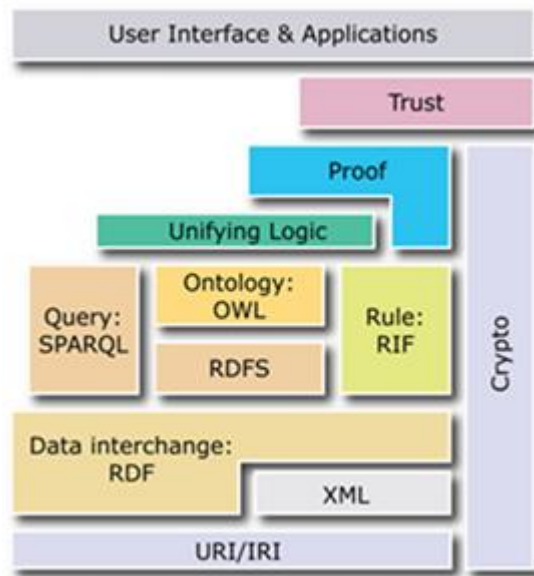 User Interface & Applications
Trust
Proof
Unifying Logic
Ontology:
OWL
Query:
SPARQL
Rule:
RIF
RDFS
Crypto
Data interchange:
RDF
XML
URI/IRI